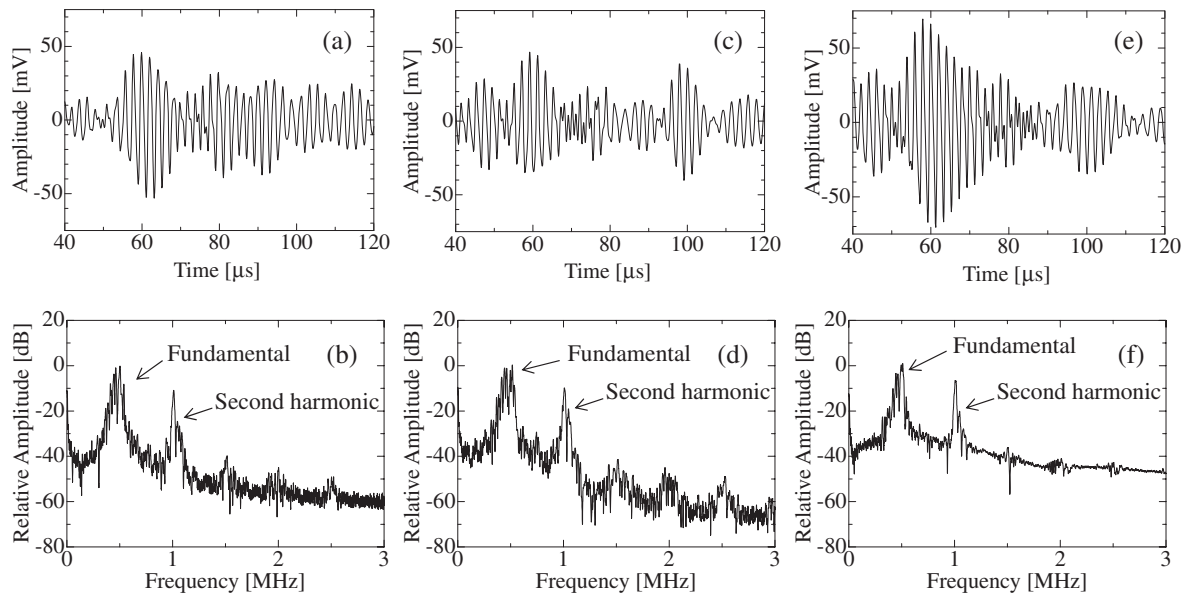 (a)
Amplitude [mV]
50
0
-50
40 60 80 100 120
Time [μs]
(c)
Amplitude [mV]
50
0
-50
40 60 80 100 120
Time [μs]
(e)
Amplitude [mV]
50
0
-50
40 60 80 100 120
Time [μs]
(b)
Relative Amplitude [dB]
20
0
-20
-40
-60
-80
Fundamental
Second harmonic
0 1 2 3
Frequency [MHz]
(d)
Relative Amplitude [dB]
20
0
-20
-40
-60
-80
Fundamental
Second harmonic
0 1 2 3
Frequency [MHz]
(f)
Relative Amplitude [dB]
20
0
-20
-40
-60
-80
Fundamental
Second harmonic
0 1 2 3
Frequency [MHz]